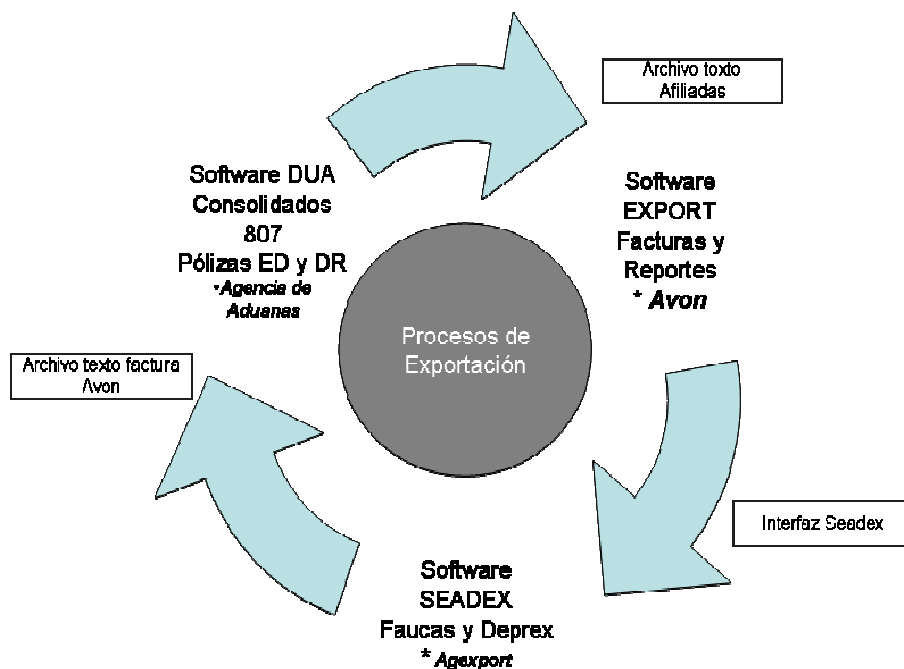 Archivo toxto
Afiliadas
Software DUA
Consolidados
807
Pólizas ED y DR
*Agencia de
Aduanas
Software
EXPORT
Facturas y
Reportes
* Avon
Procesos de
Exportación
Archivo texto factura
Avon
Interfaz Seadex
Software
SEADEX
Faucas y Deprex
* Agexport